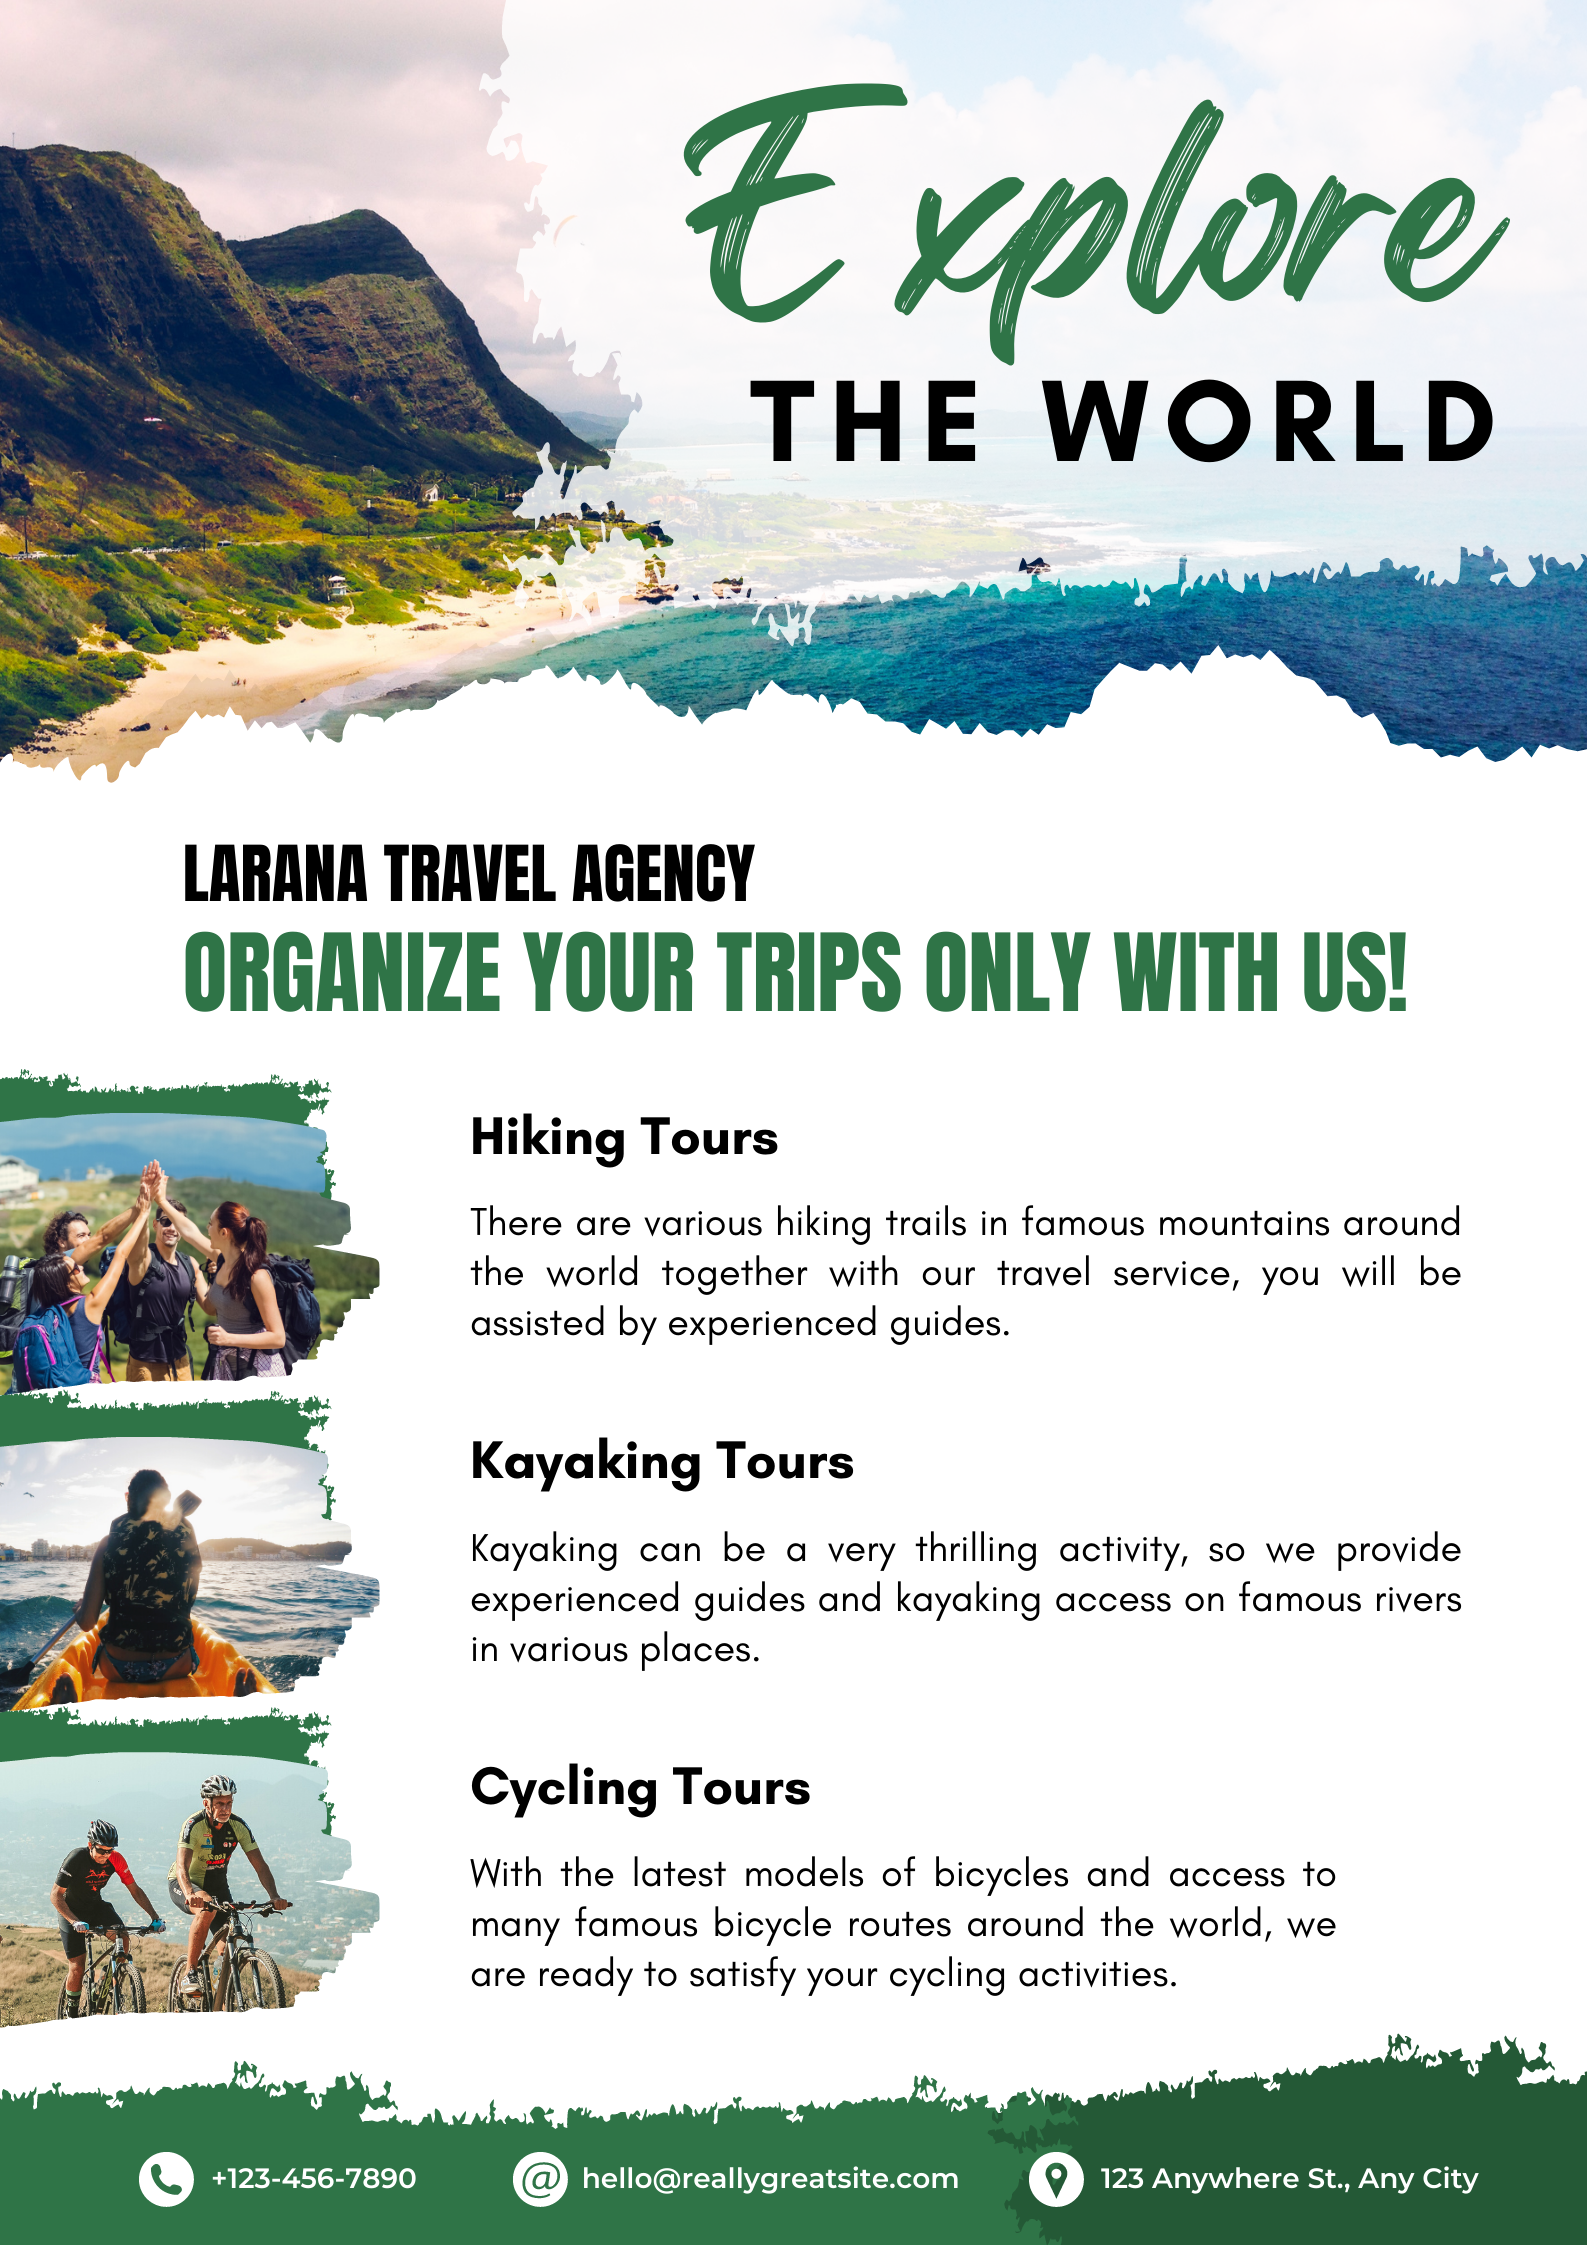 Explore
THE WORLD
LARANA TRAVEL AGENCY
ORGANIZE YOUR TRIPS ONLY WITH US!
Hiking Tours
There are various hiking trails in famous mountains around
the world together with our travel service, you will be
assisted by experienced guides.
Kayaking Tours
Kayaking can be a very thrilling activity, so we provide
experienced guides and kayaking access on famous rivers
in various places.
Cycling Tours
With the latest models of bicycles and access to
many famous bicycle routes around the world, we
are ready to satisfy your cycling activities.
+123-456-7890
hello@reallygreatsite.com
123 Anywhere St., Any City